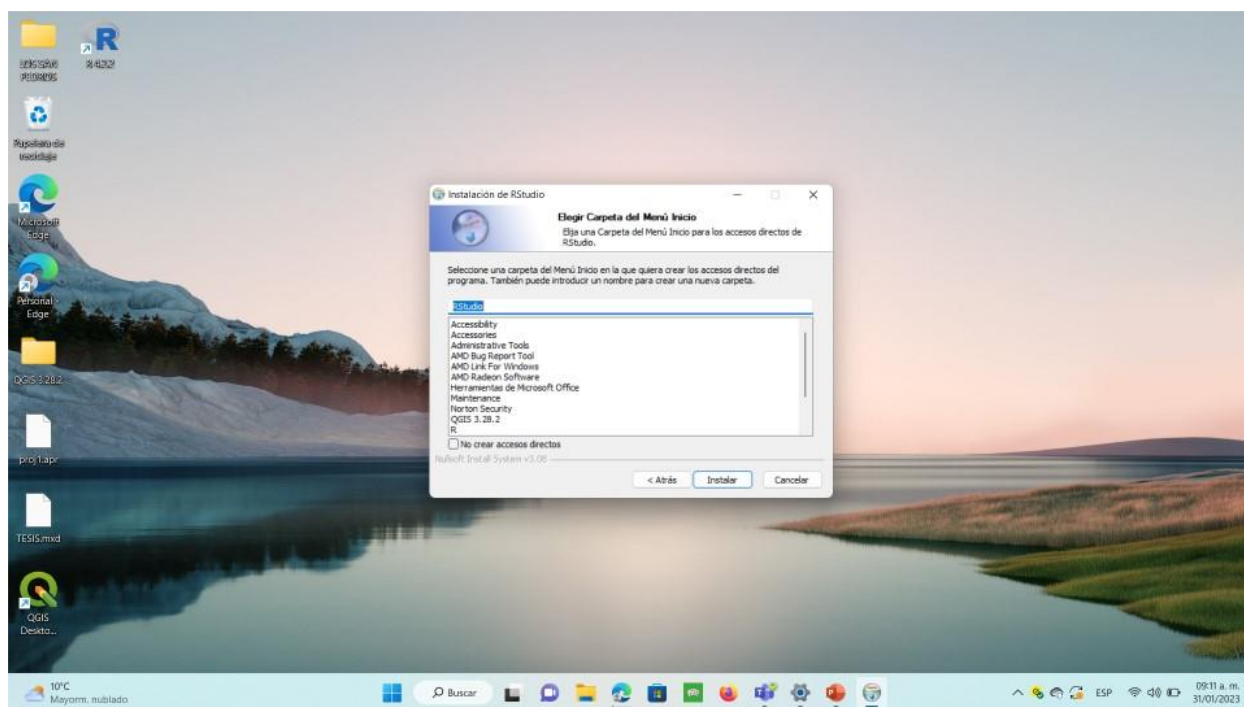 R 4.2.2
Papelera de
reciclaje
Microsoft
Edge
Personal -
Edge
QGIS 3.28.2
proj1.apr
TESIS.mxd
QGIS
Deskto...
Instalación de RStudio
Elegir Carpeta del Menú Inicio
Elija una Carpeta del Menú Inicio para los accesos directos de
RStudio.
Seleccione una carpeta del Menú Inicio en la que quiera crear los accesos directos del
programa. También puede introducir un nombre para crear una nueva carpeta.
RStudio
Accessibility
Accessories
Administrative Tools
AMD Bug Report Tool
AMD Link For Windows
AMD Radeon Software
Herramientas de Microsoft Office
Maintenance
Norton Security
QGIS 3.28.2
R
No crear accesos directos
Nullsoft Install System v3.08
< Atrás
Instalar
Cancelar
10°C
Mayorm. nublado
Buscar
ESP
09:11 a. m.
31/01/2023